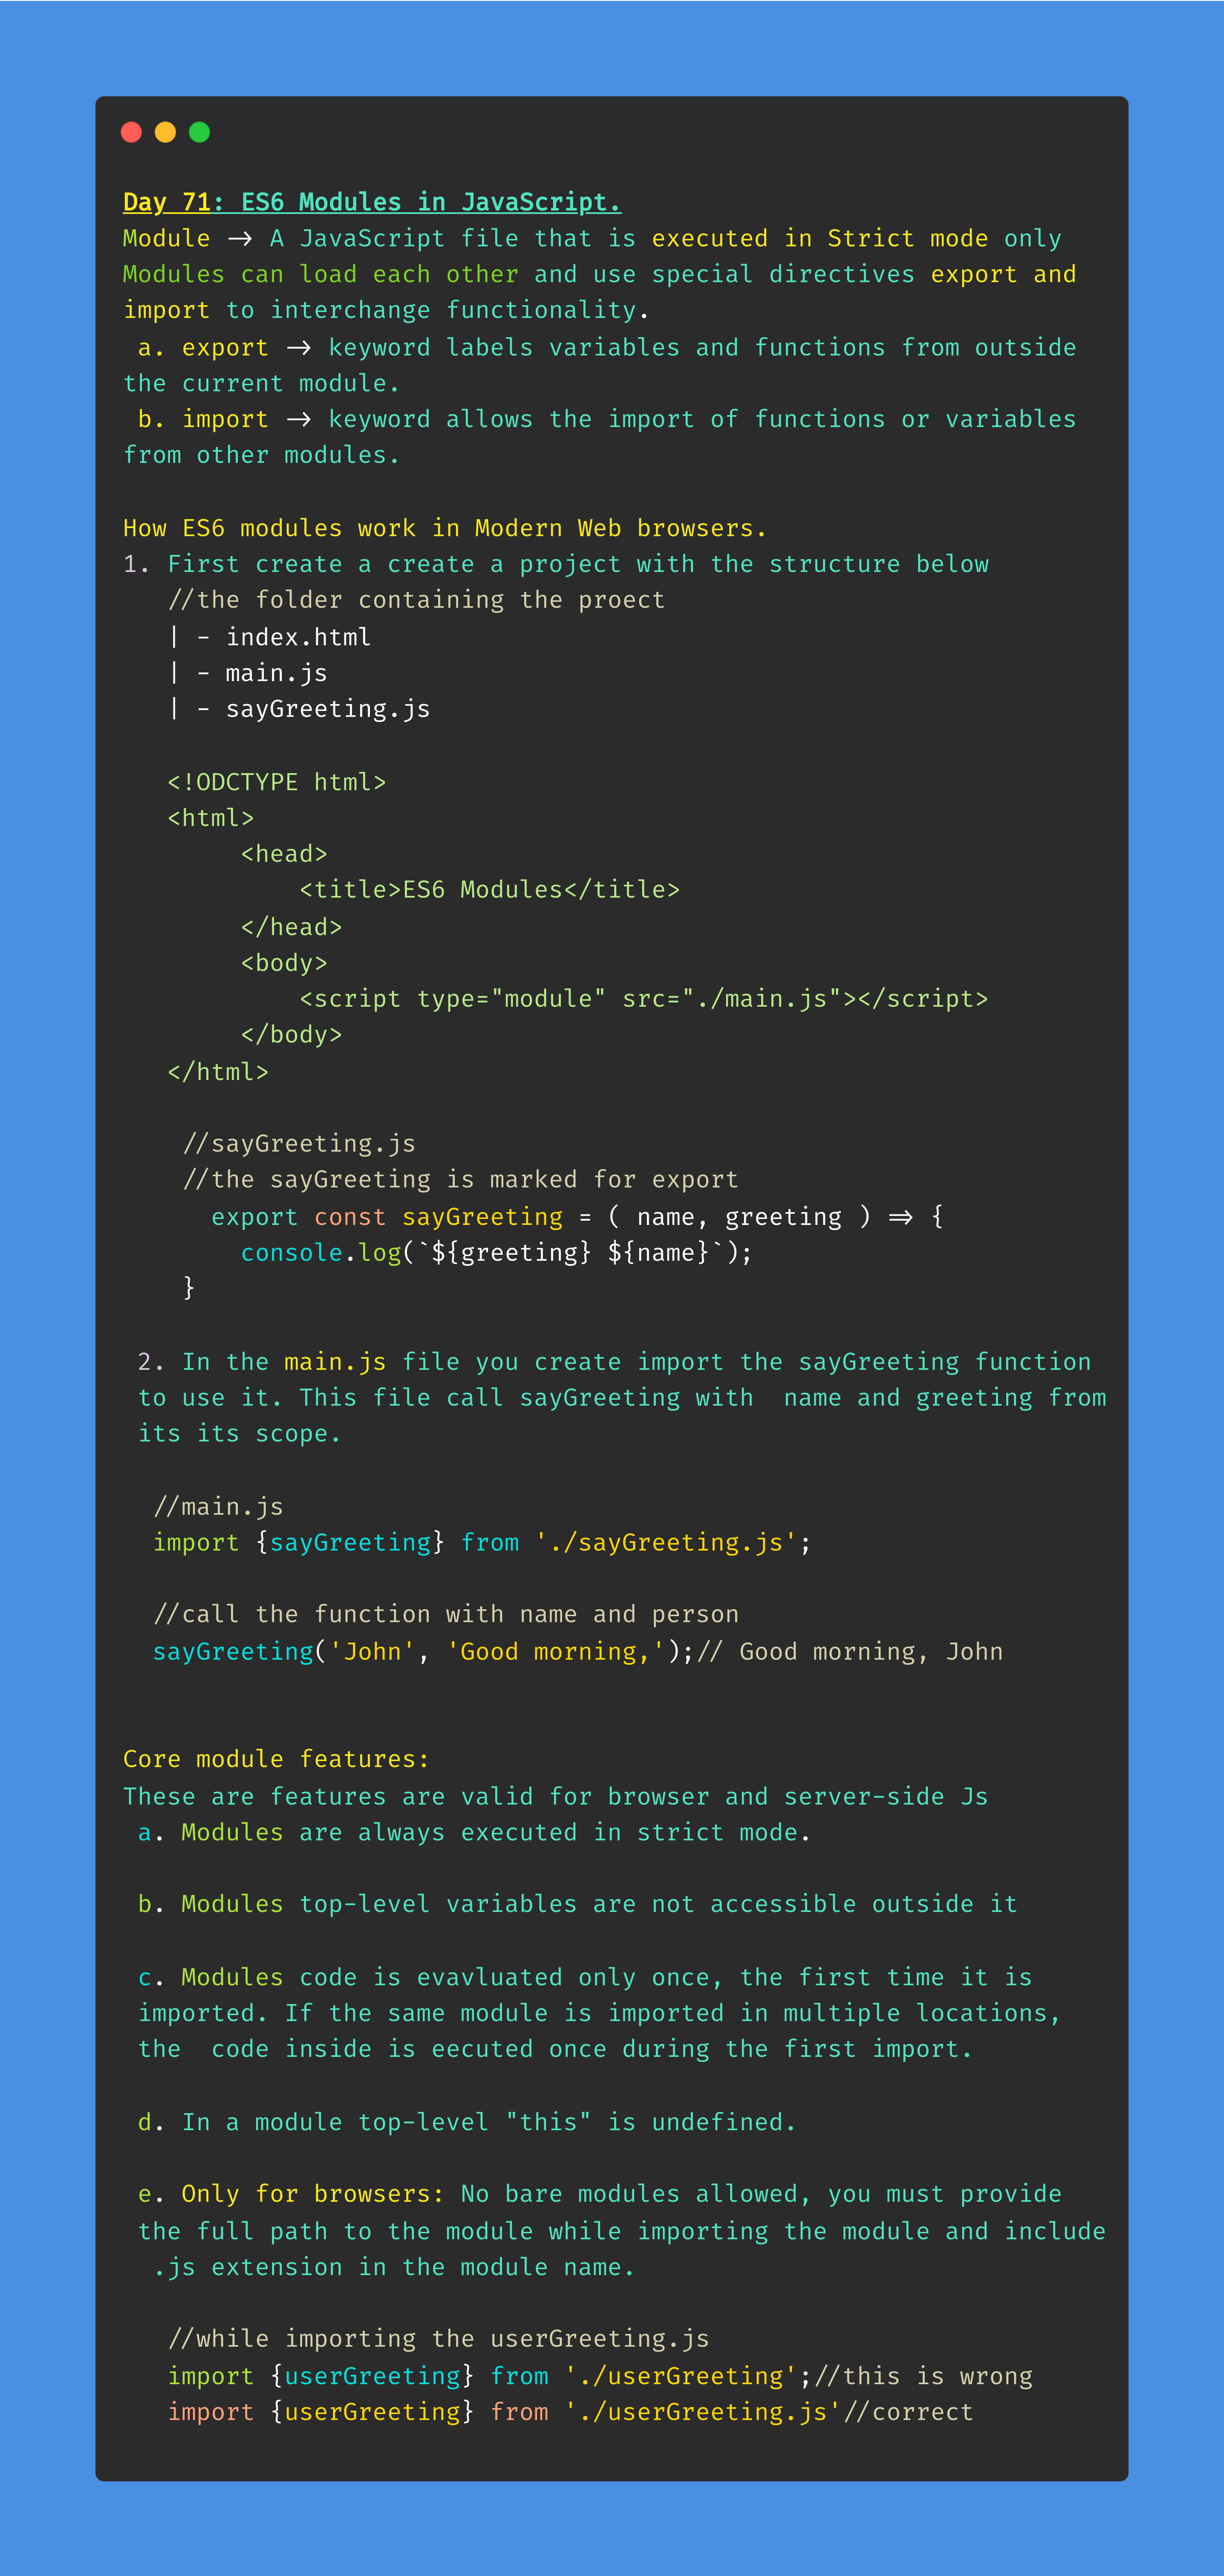 Day 71: ES6 Modules in JavaScript.
Module → A JavaScript file that is executed in Strict mode only
Modules can load each other and use special directives export and
import to interchange functionality.
a. export → keyword labels variables and functions from outside
the current module.
b. import → keyword allows the import of functions or variables
from other modules.
How ES6 modules work in Modern Web browsers.
1. First create a create a project with the structure below
//the folder containing the proect
| - index.html
| - main.js
| - sayGreeting.js
<!ODCTYPE html>
<html>
<head>
<title>ES6 Modules</title>
</head>
<body>
<script type="module" src="./main.js"></script>
</body>
</html>
//sayGreeting.js
//the sayGreeting is marked for export
export const sayGreeting = ( name, greeting ) => {
console.log(`${greeting} ${name}`);
}
2. In the main.js file you create import the sayGreeting function
to use it. This file call sayGreeting with  name and greeting from
its its scope.
//main.js
import {sayGreeting} from './sayGreeting.js';
//call the function with name and person
sayGreeting('John', 'Good morning,');// Good morning, John
Core module features:
These are features are valid for browser and server-side Js
a. Modules are always executed in strict mode.
b. Modules top-level variables are not accessible outside it
c. Modules code is evavluated only once, the first time it is
imported. If the same module is imported in multiple locations,
the  code inside is eecuted once during the first import.
d. In a module top-level "this" is undefined.
e. Only for browsers: No bare modules allowed, you must provide
the full path to the module while importing the module and include
.js extension in the module name.
//while importing the userGreeting.js
import {userGreeting} from './userGreeting';//this is wrong
import {userGreeting} from './userGreeting.js'//correct